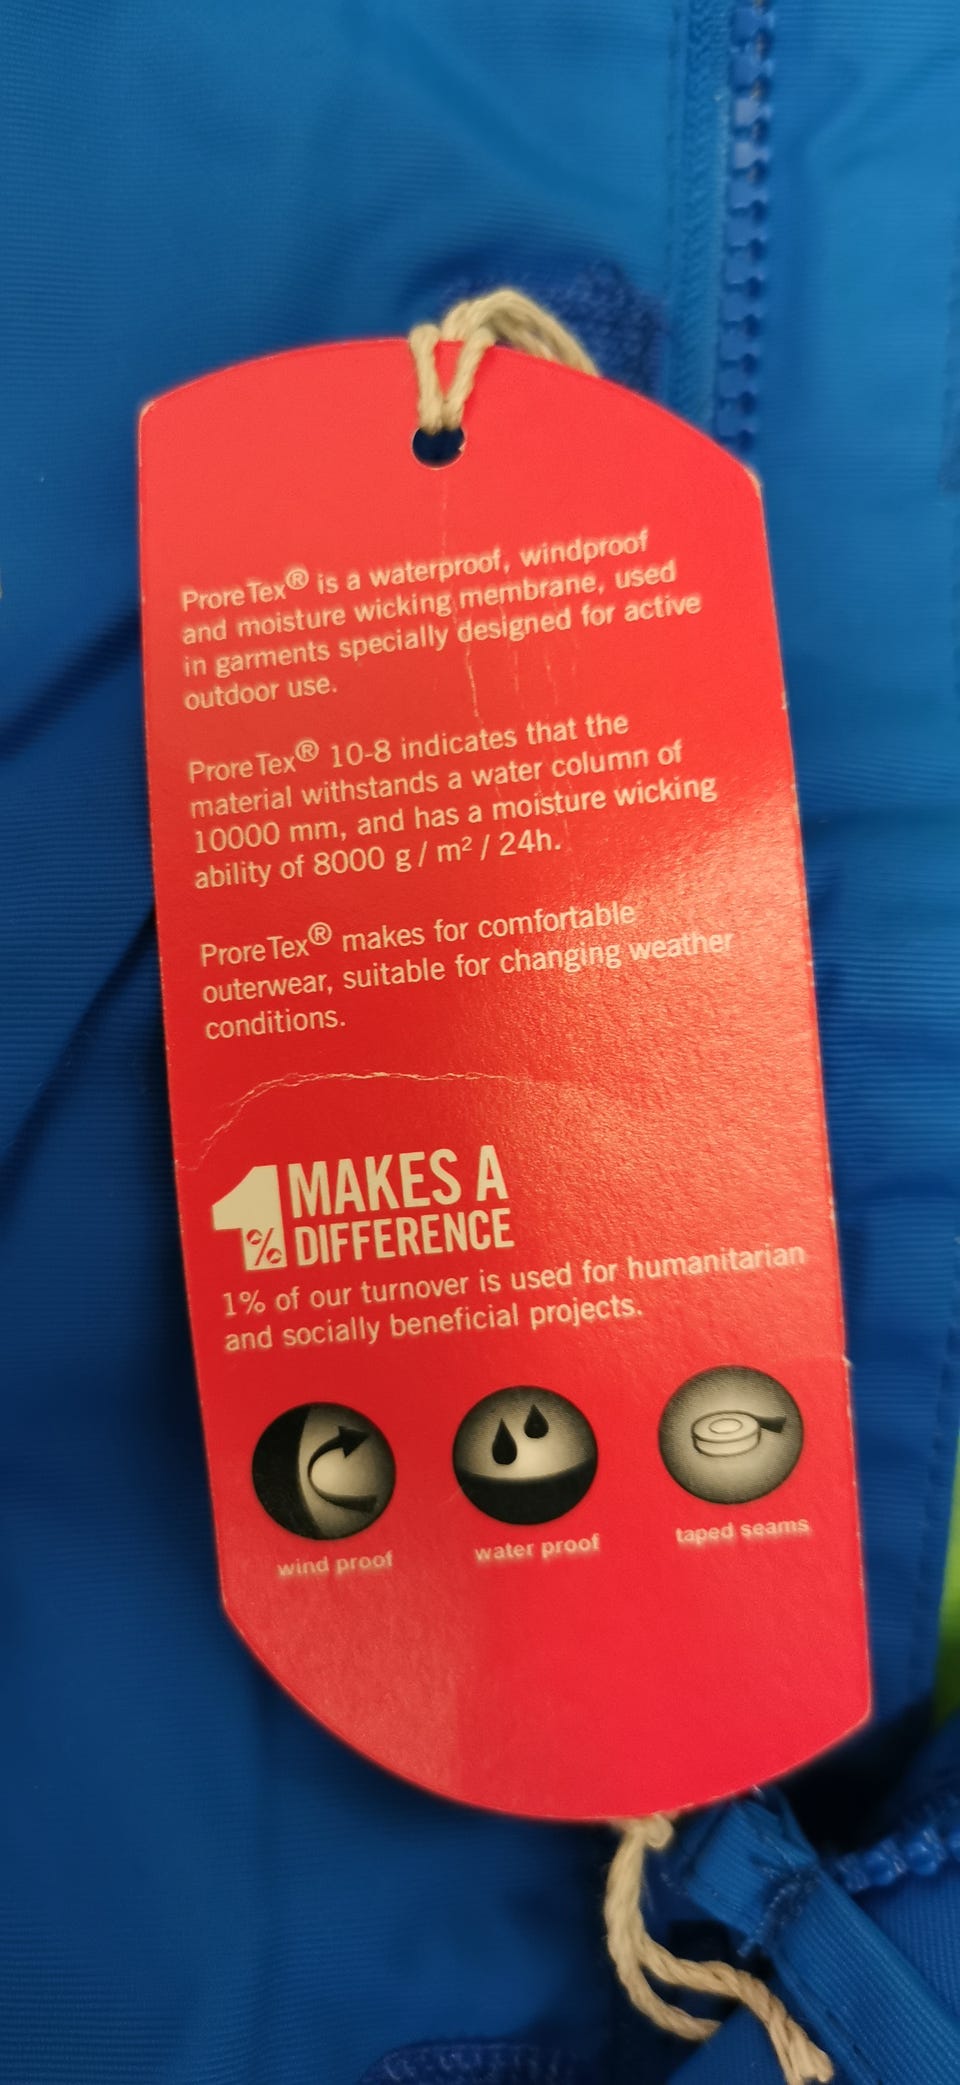 ProreTex® is a waterproof, windproof
and moisture wicking membrane, used
in garments specially designed for active
outdoor use.
ProreTex® 10-8 indicates that the
material withstands a water column of
10000 mm, and has a moisture wicking
ability of 8000 g / m² / 24h.
ProreTex® makes for comfortable
outerwear, suitable for changing weather
conditions.
1% MAKES A
DIFFERENCE
1% of our turnover is used for humanitarian
and socially beneficial projects.
wind proof water proof taped seams